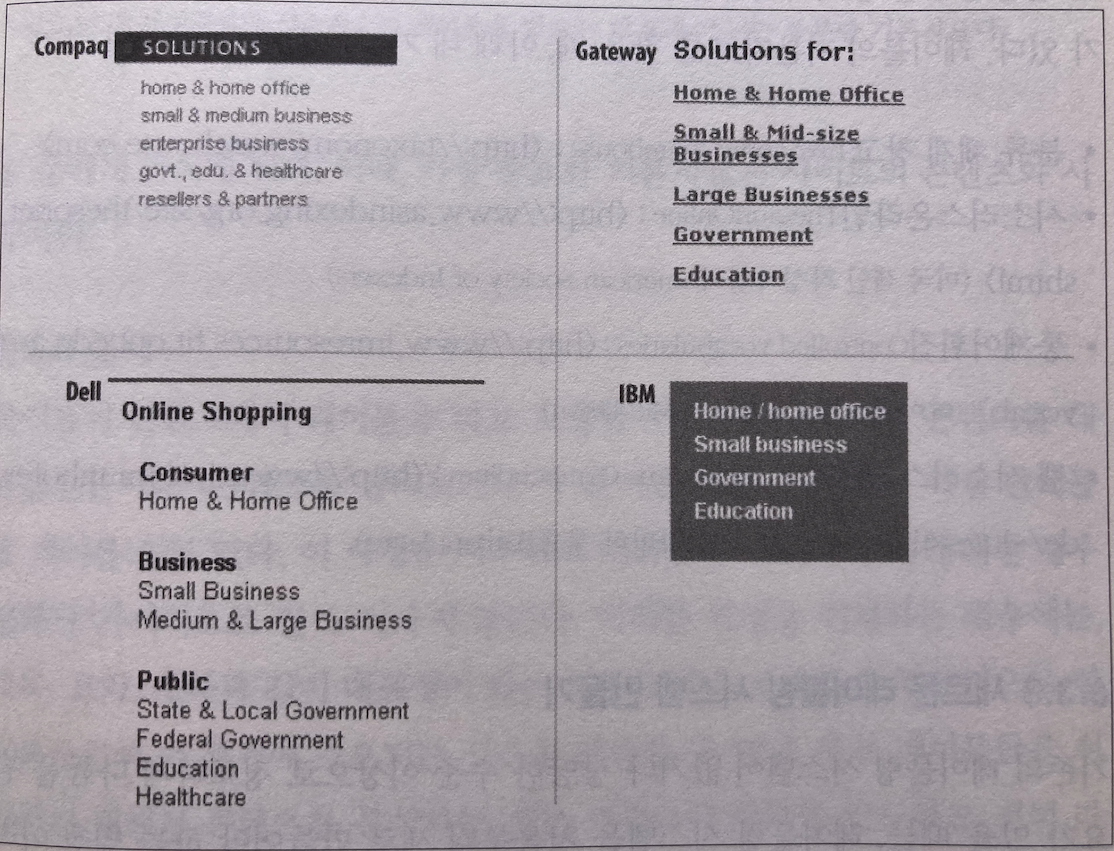 Compaq SOLUTIONS
home & home office
small & medium business
enterprise business
govt., edu. & healthcare
resellers & partners
Gateway Solutions for:
Home & Home Office
Small & Mid-size
Businesses
Large Businesses
Government
Education
Dell
Online Shopping
Consumer
Home & Home Office
Business
Small Business
Medium & Large Business
Public
State & Local Government
Federal Government
Education
Healthcare
IBM
Home / home office
Small business
Government
Education